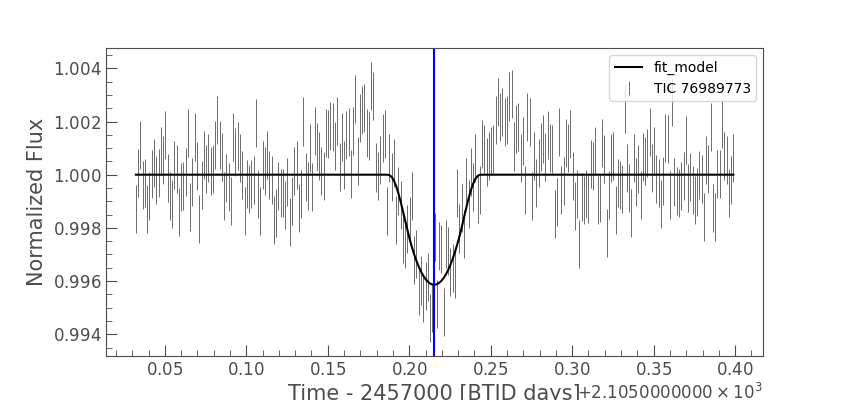 1.004
1.002
1.000
0.998
0.996
0.994
Normalized Flux
fit_model
TIC 76989773
0.05 0.10 0.15 0.20 0.25 0.30 0.35 0.40
Time - 2457000 [BTJD days]
+2.1050000000 × 10³